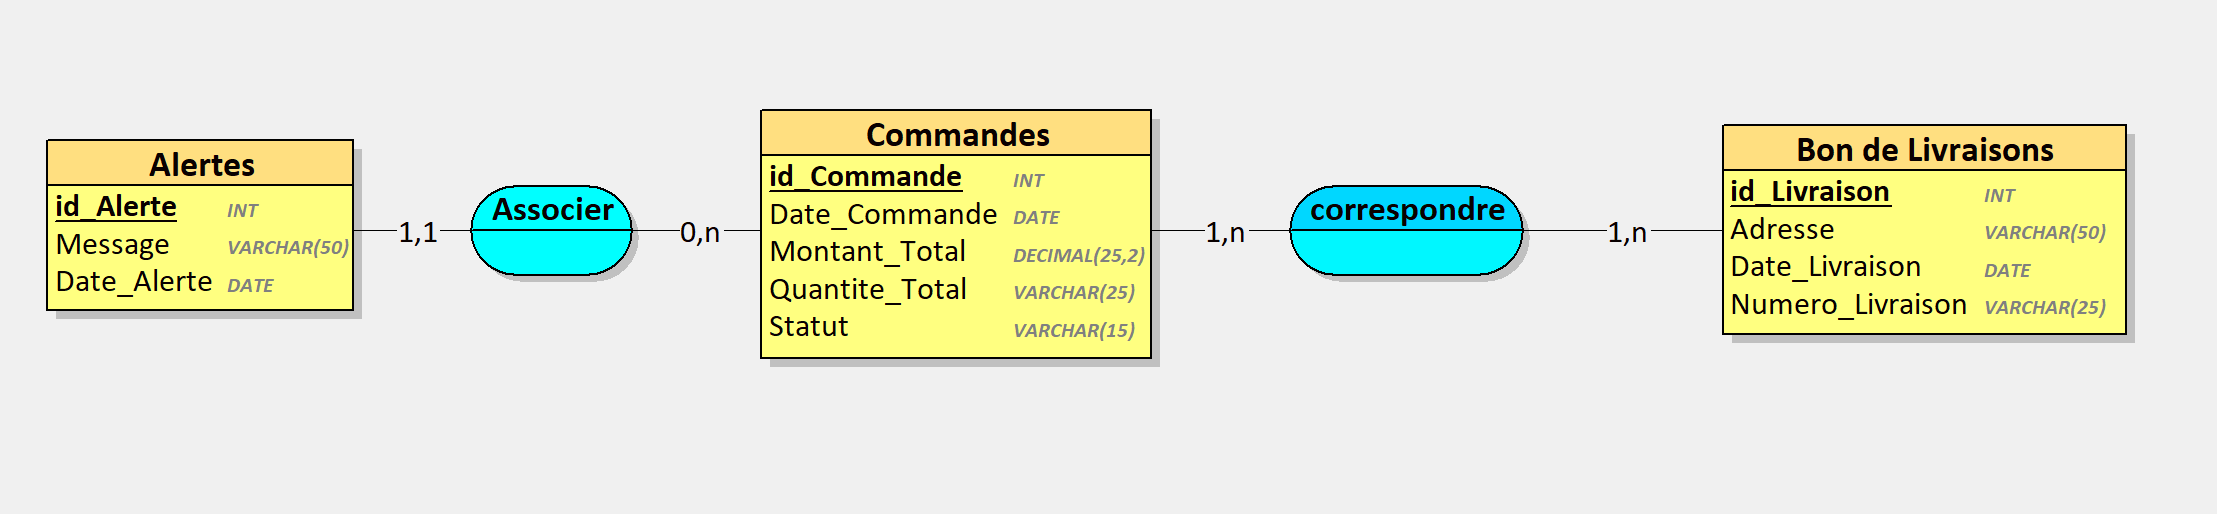 Alertes
id_Alerte INT
Message VARCHAR(50)
Date_Alerte DATE
1,1
Associer
0,n
Commandes
id_Commande INT
Date_Commande DATE
Montant_Total DECIMAL(25,2)
Quantite_Total VARCHAR(25)
Statut VARCHAR(15)
1,n
correspondre
1,n
Bon de Livraisons
id_Livraison INT
Adresse VARCHAR(50)
Date_Livraison DATE
Numero_Livraison VARCHAR(25)